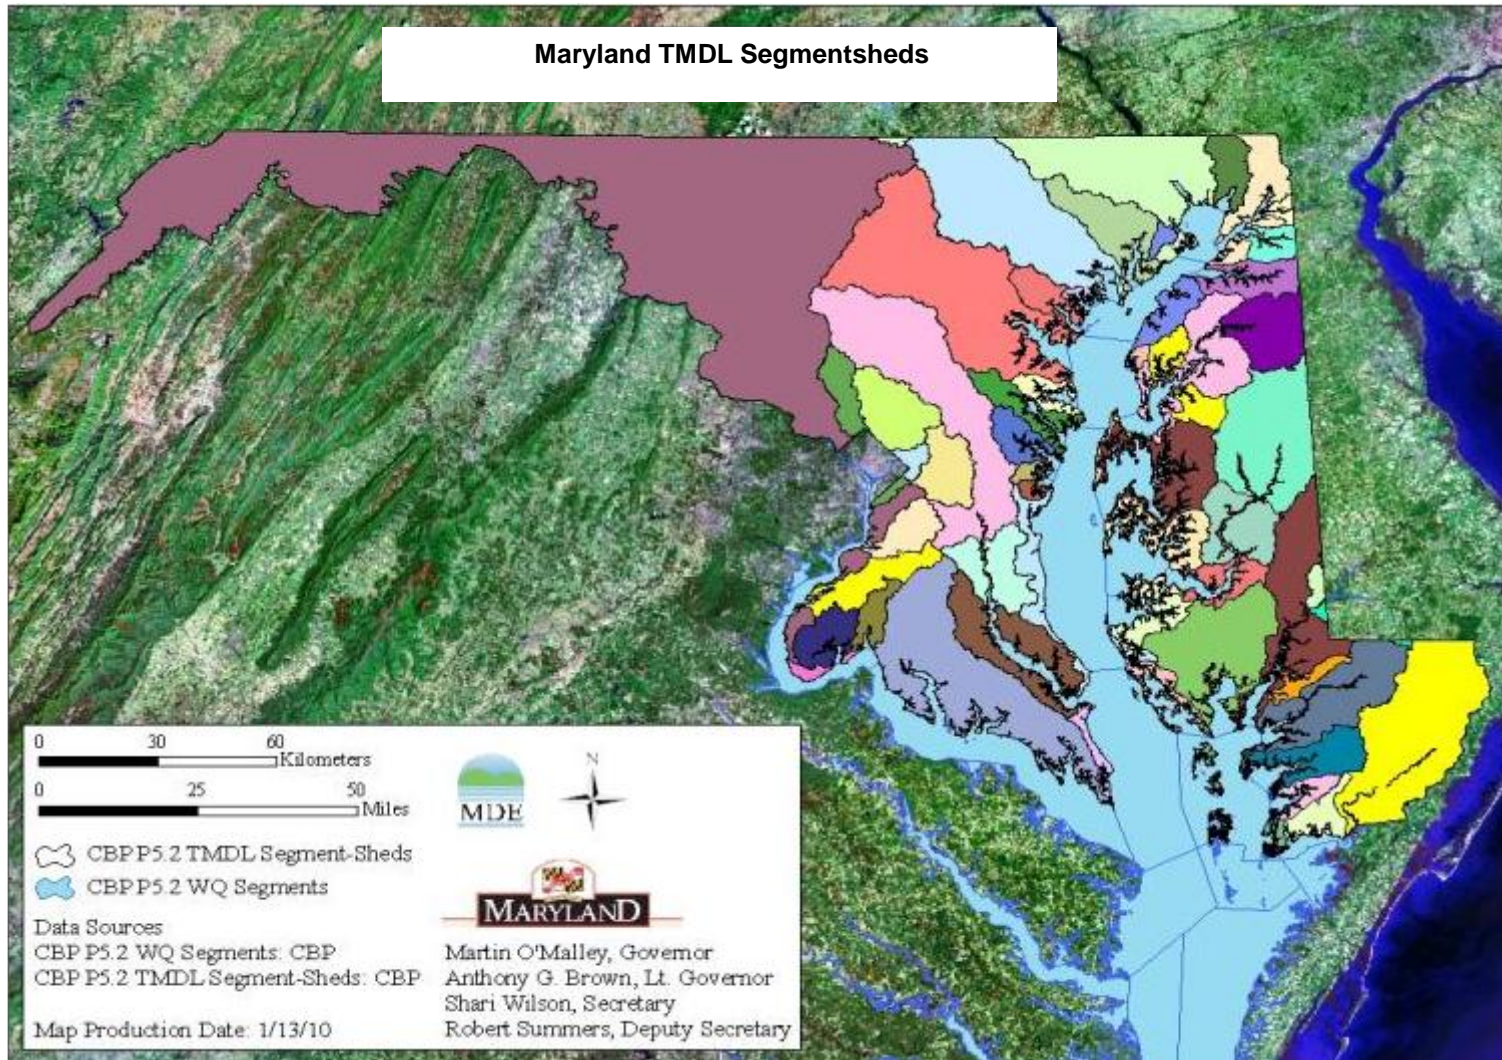 Maryland TMDL Segmentsheds
0 30 60
Kilometers
0 25 50
Miles
N
MDE
CBP P5.2 TMDL Segment-Sheds
CBP P5.2 WQ Segments
MARYLAND
Data Sources
CBP P5.2 WQ Segments: CBP
CBP P5.2 TMDL Segment-Sheds: CBP
Map Production Date: 1/13/10
Martin O'Malley, Governor
Anthony G. Brown, Lt. Governor
Shari Wilson, Secretary
Robert Summers, Deputy Secretary